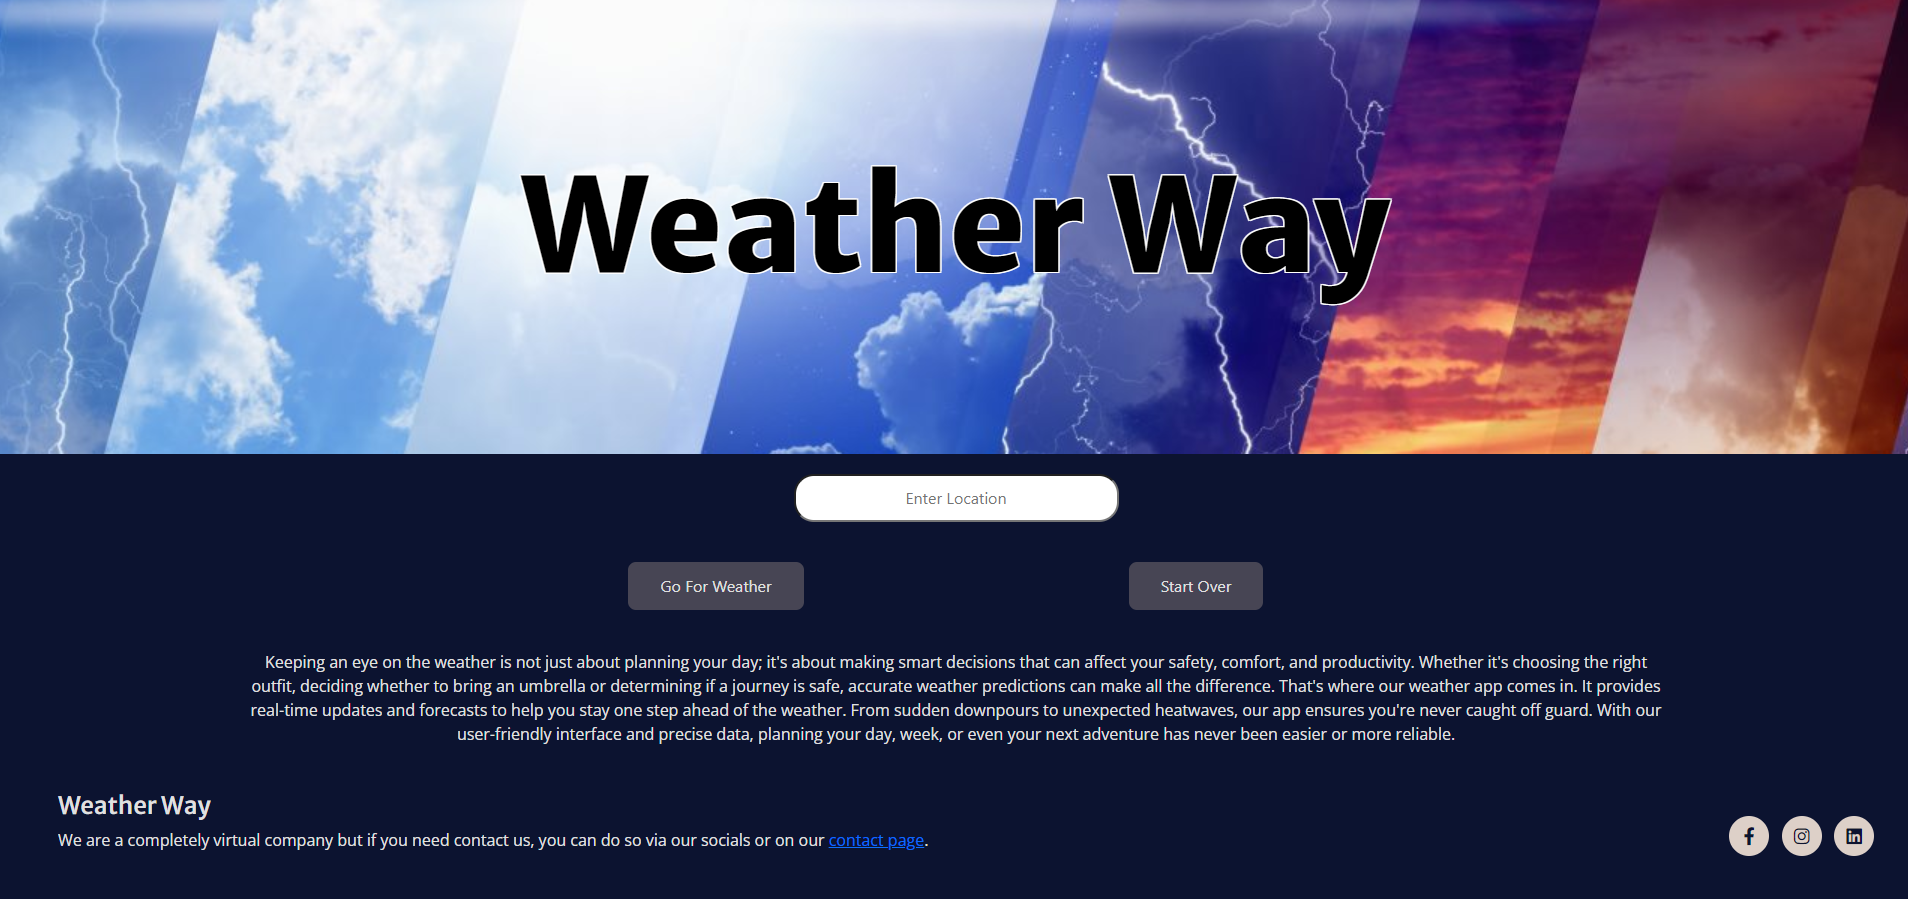 Weather Way
Enter Location
Go For Weather
Start Over
Keeping an eye on the weather is not just about planning your day; it's about making smart decisions that can affect your safety, comfort, and productivity. Whether it's choosing the right
outfit, deciding whether to bring an umbrella or determining if a journey is safe, accurate weather predictions can make all the difference. That's where our weather app comes in. It provides
real-time updates and forecasts to help you stay one step ahead of the weather. From sudden downpours to unexpected heatwaves, our app ensures you're never caught off guard. With our
user-friendly interface and precise data, planning your day, week, or even your next adventure has never been easier or more reliable.
Weather Way
We are a completely virtual company but if you need contact us, you can do so via our socials or on our contact page.